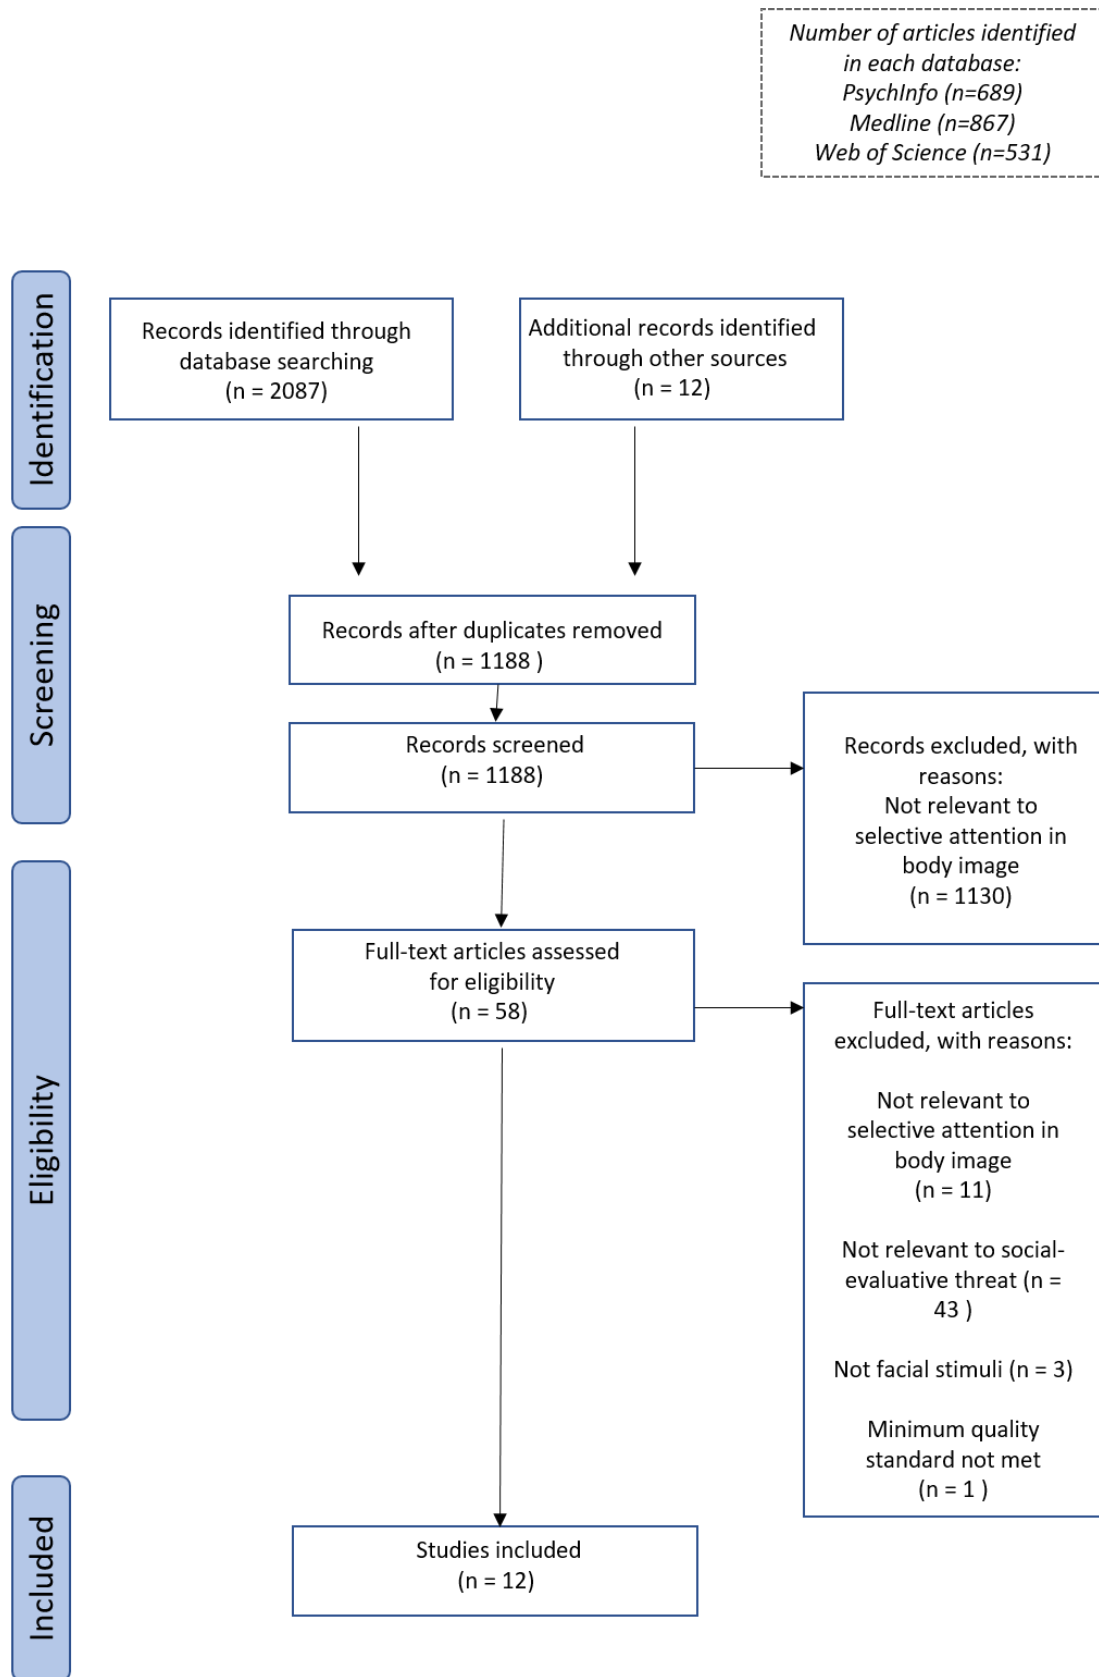 Number of articles identified
in each database:
PsychInfo (n=689)
Medline (n=867)
Web of Science (n=531)
Identification
Records identified through
database searching
(n = 2087)
Additional records identified
through other sources
(n = 12)
Screening
Records after duplicates removed
(n = 1188 )
Records screened
(n = 1188)
Records excluded, with
reasons:
Not relevant to
selective attention in
body image
(n = 1130)
Eligibility
Full-text articles assessed
for eligibility
(n = 58)
Full-text articles
excluded, with reasons:
Not relevant to
selective attention in
body image
(n = 11)
Not relevant to social-
evaluative threat (n =
43 )
Not facial stimuli (n = 3)
Minimum quality
standard not met
(n = 1 )
Included
Studies included
(n = 12)